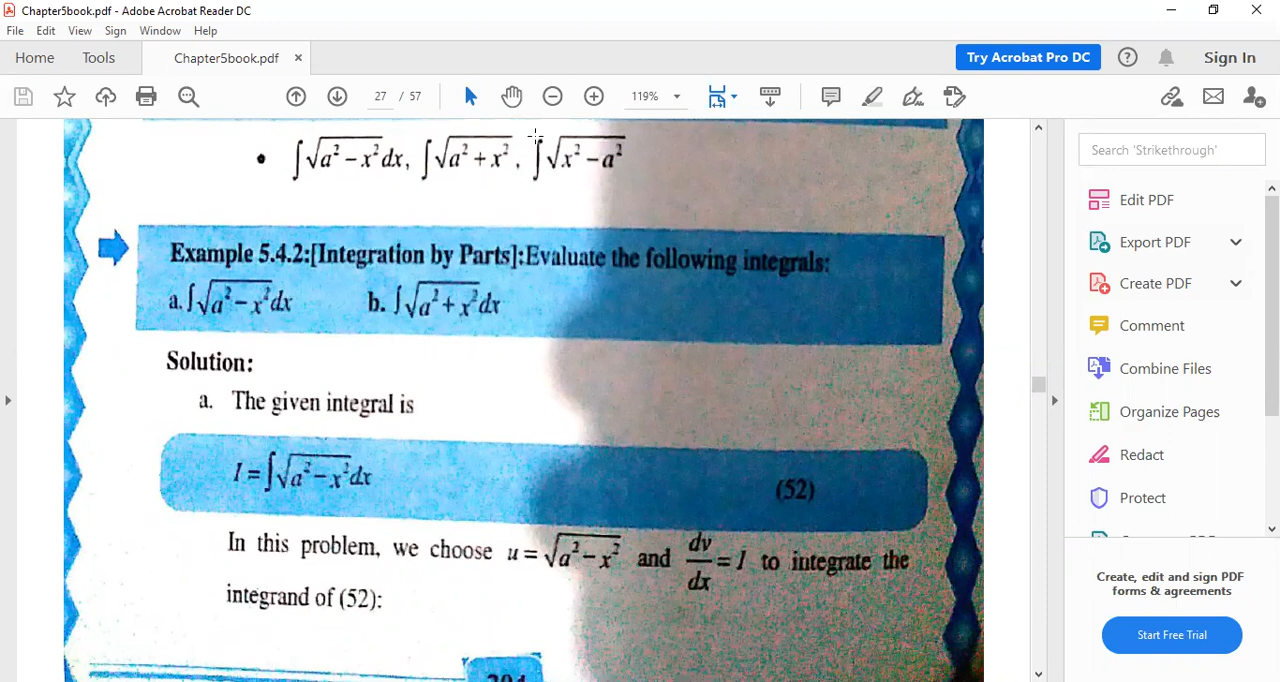 Chapter5book.pdf - Adobe Acrobat Reader DC
File Edit View Sign Window Help
Home Tools Chapter5book.pdf × Try Acrobat Pro DC Sign In
27 / 57 119%
• ∫√a² − x² dx, ∫√a² + x² , ∫√x² − a²
Search 'Strikethrough'
Edit PDF
Export PDF
Create PDF
Comment
Combine Files
Organize Pages
Redact
Protect
Example 5.4.2:[Integration by Parts]:Evaluate the following integrals:
a. ∫√a² − x² dx b. ∫√a² + x² dx
Solution:
a. The given integral is
I = ∫√a² − x² dx (52)
In this problem, we choose u = √a² − x² and dv/dx = 1 to integrate the
integrand of (52):
Create, edit and sign PDF
forms & agreements
Start Free Trial